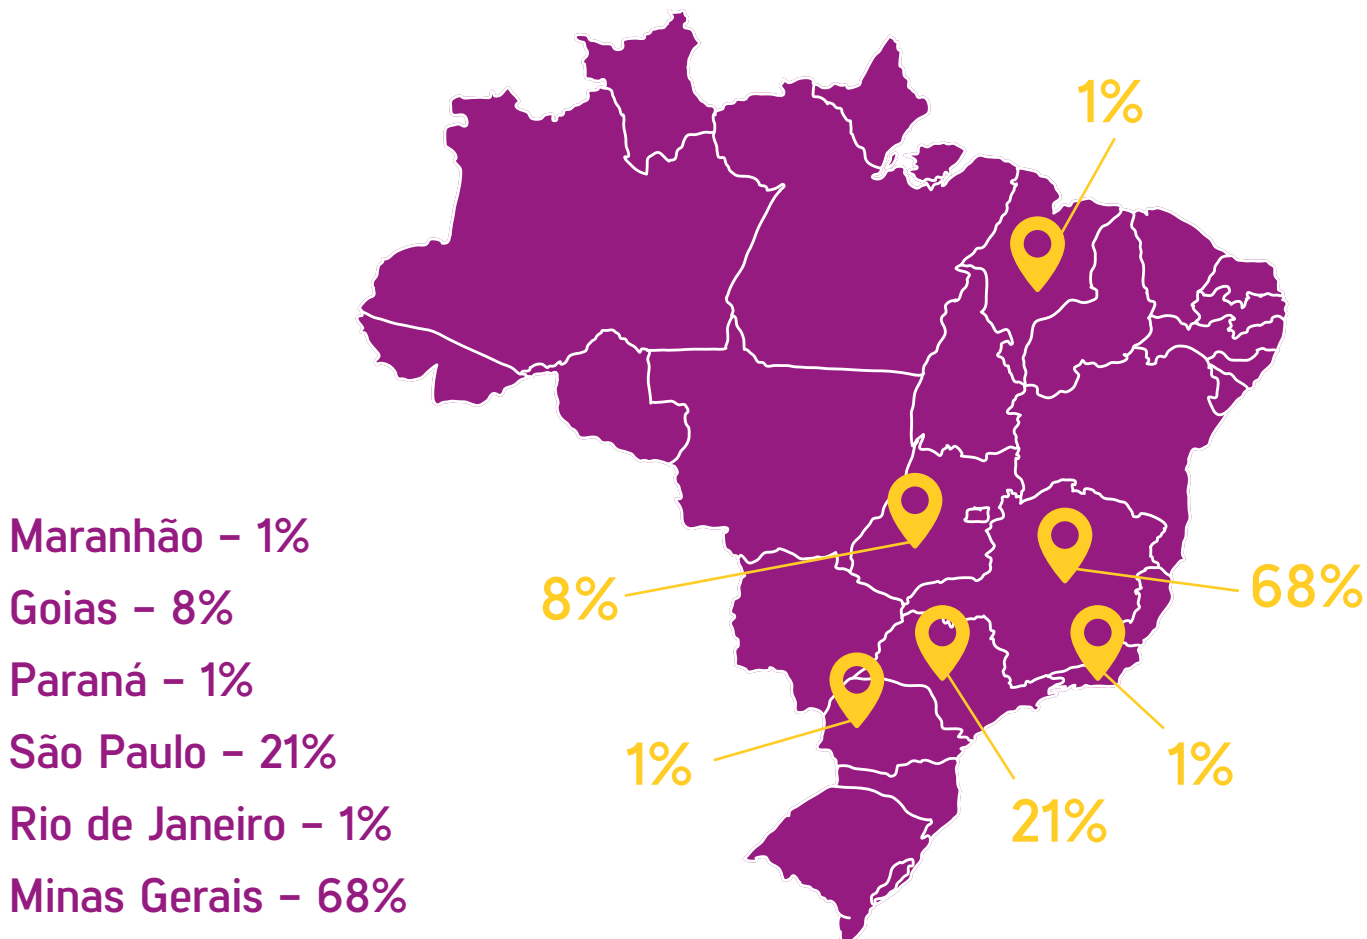 1%
Maranhão – 1%
Goias – 8%
8%
68%
Paraná – 1%
São Paulo – 21%
1%
1%
21%
Rio de Janeiro – 1%
Minas Gerais – 68%